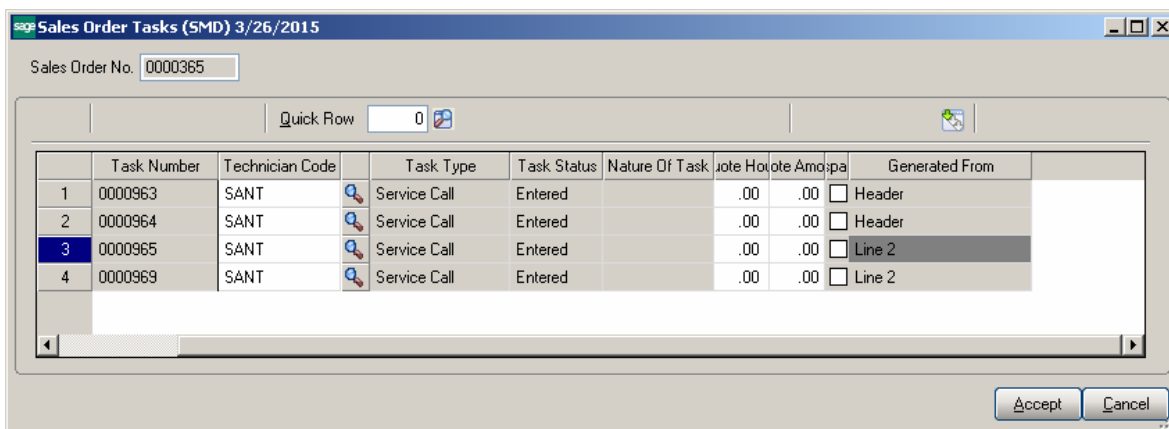 sage Sales Order Tasks (SMD) 3/26/2015
Sales Order No. 0000365
Quick Row 0
Task Number Technician Code Task Type Task Status Nature Of Task uote Hou ote Amo spa Generated From
1 0000963 SANT Service Call Entered .00 .00 Header
2 0000964 SANT Service Call Entered .00 .00 Header
3 0000965 SANT Service Call Entered .00 .00 Line 2
4 0000969 SANT Service Call Entered .00 .00 Line 2
Accept Cancel